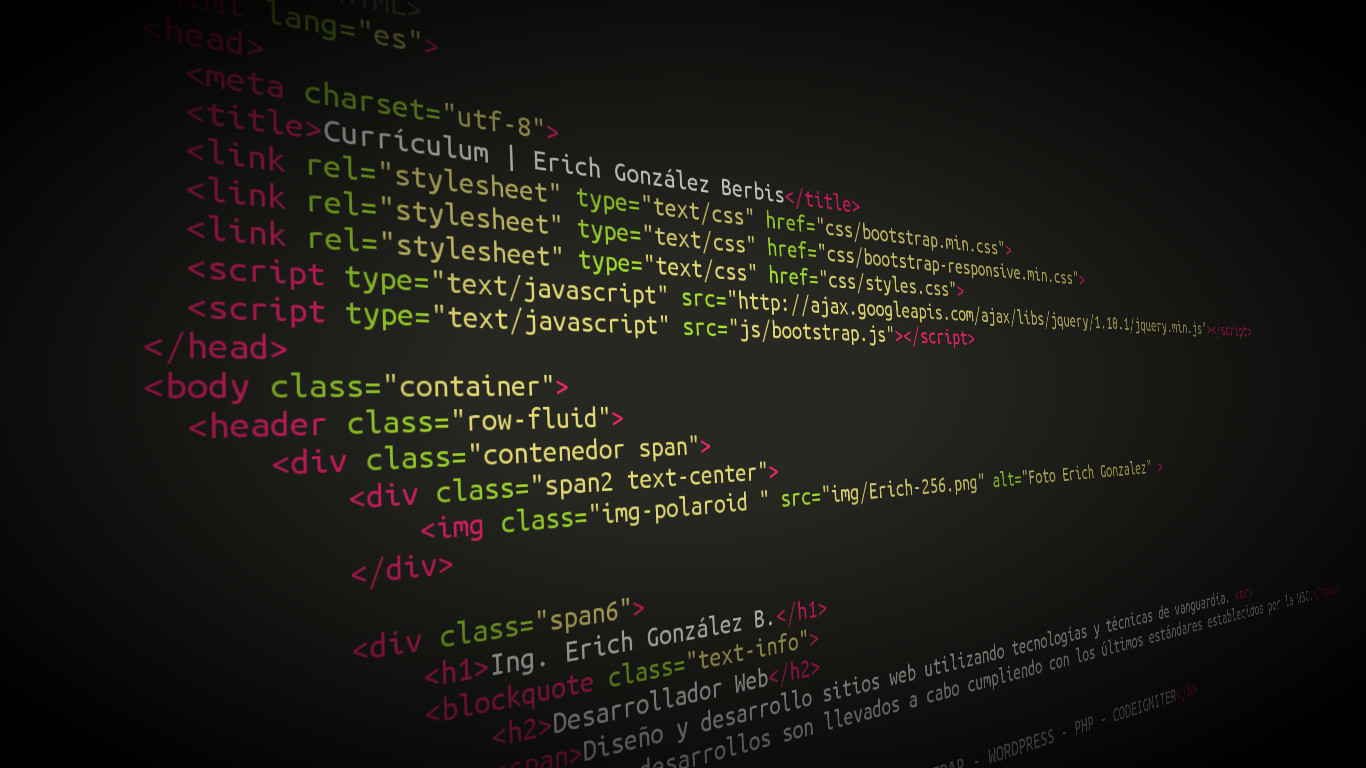 HTML>
html lang="es">
<head>
<meta charset="utf-8">
<title>Currículum | Erich González Berbis</title>
<link rel="stylesheet" type="text/css" href="css/bootstrap.min.css">
<link rel="stylesheet" type="text/css" href="css/bootstrap-responsive.min.css">
<link rel="stylesheet" type="text/css" href="css/styles.css">
<script type="text/javascript" src="http://ajax.googleapis.com/ajax/libs/jquery/1.10.1/jquery.min.js"></script>
<script type="text/javascript" src="js/bootstrap.js"></script>
</head>
<body class="container">
<header class="row-fluid">
<div class="contenedor span">
<div class="span2 text-center">
<img class="img-polaroid " src="img/Erich-256.png" alt="Foto Erich Gonzalez" >
</div>
<div class="span6">
<h1>Ing. Erich González B.</h1>
<blockquote class="text-info">
<h2>Desarrollador Web</h2>
<span>Diseño y desarrollo sitios web utilizando tecnologías y técnicas de vanguardia. <br>
desarrollos son llevados a cabo cumpliendo con los últimos estándares establecidos por la W3C.</span>
- WORDPRESS - PHP - CODEIGNITER</b>